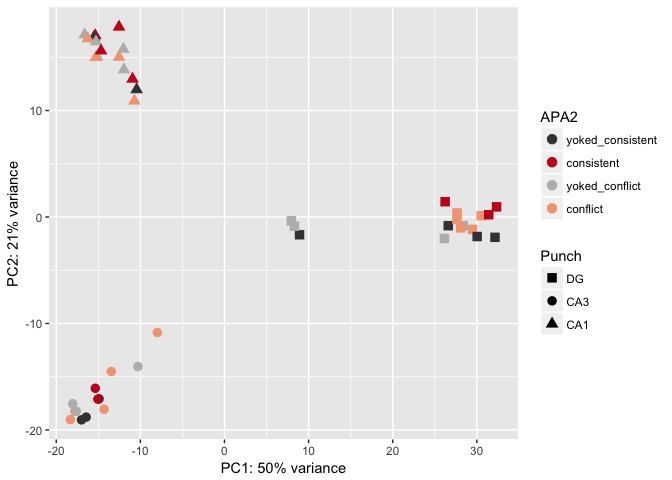 10
0
-10
-20
PC2: 21% variance
-20
-10
0
10
20
30
PC1: 50% variance
APA2
yoked_consistent
consistent
yoked_conflict
conflict
Punch
DG
CA3
CA1